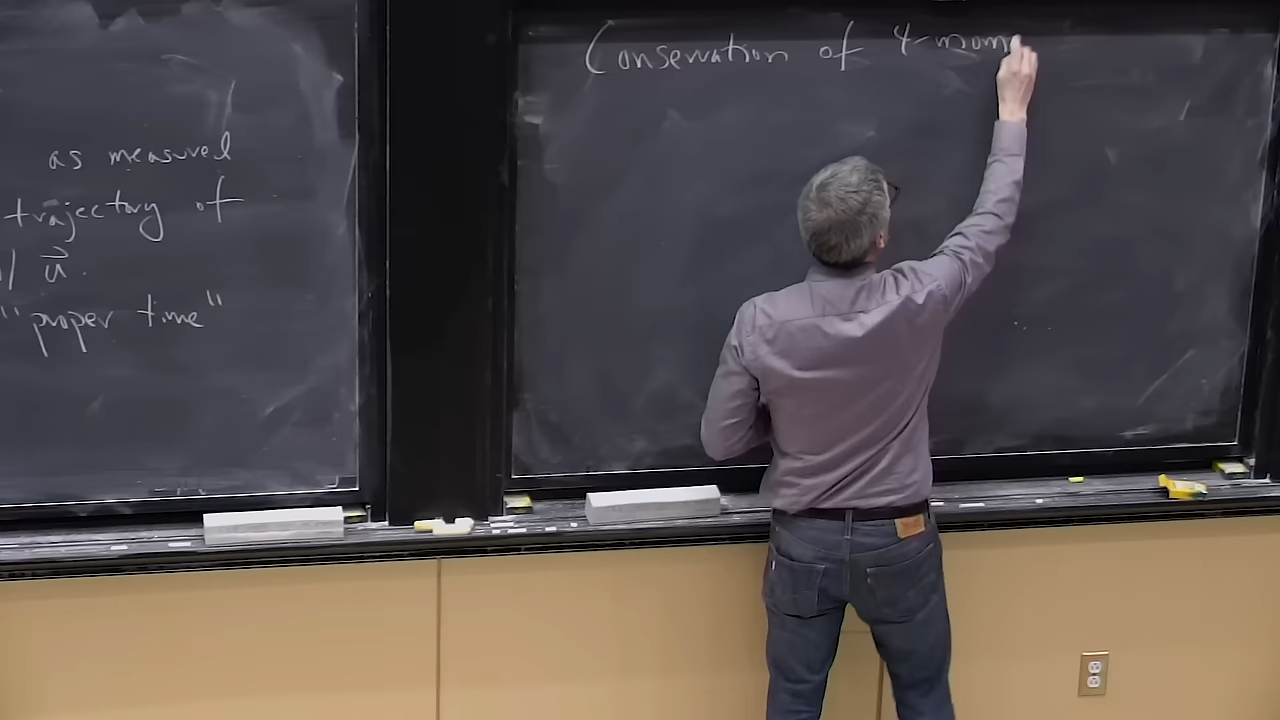 as measured
trajectory of
/ u⃗.
"proper time"
Conservation of 4-mom